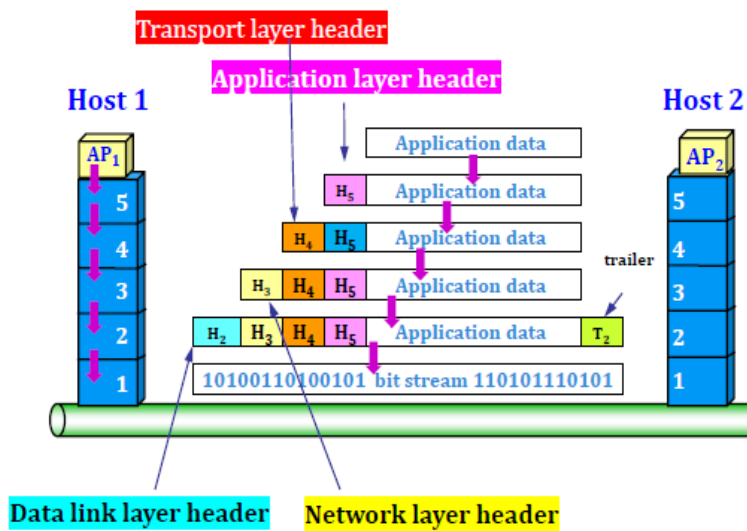 Transport layer header
Application layer header
Host 1
Host 2
AP₁
Application data
AP₂
5
H₅ Application data
5
4
H₄ H₅ Application data
4
trailer
3
H₃ H₄ H₅ Application data
3
2
H₂ H₃ H₄ H₅ Application data T₂
2
1
10100110100101 bit stream 110101110101
1
Data link layer header
Network layer header